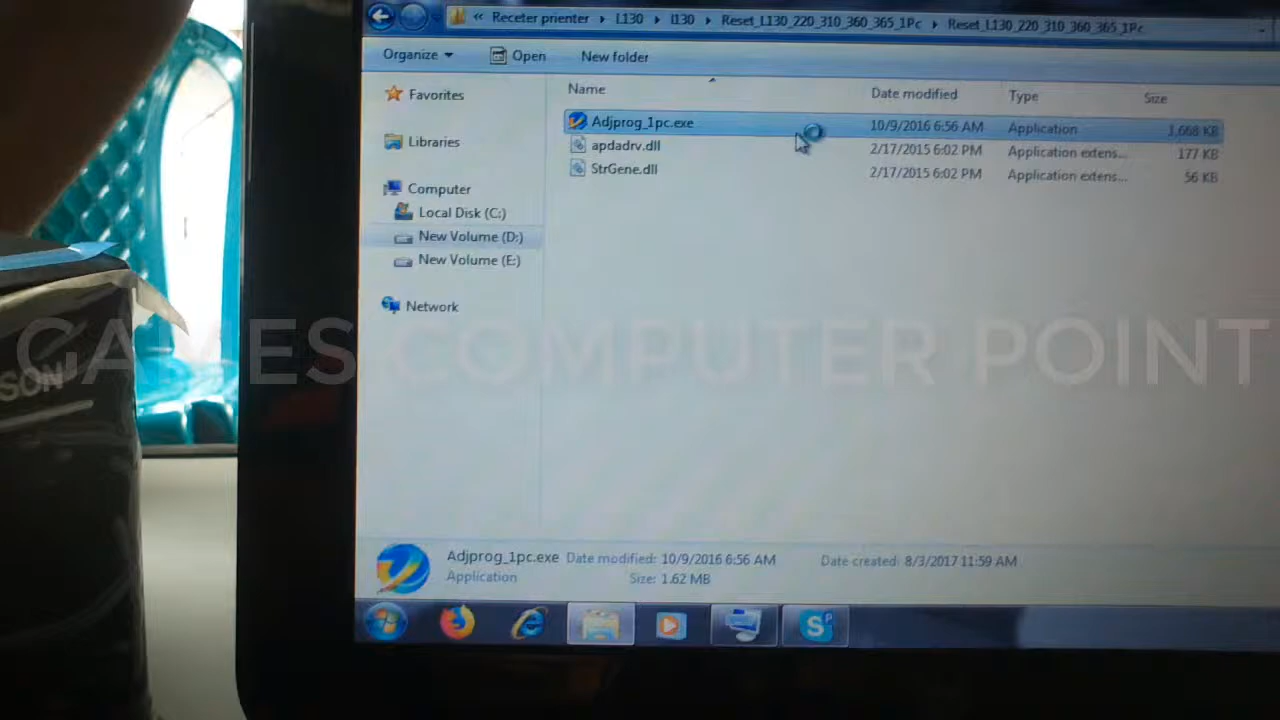 « Receter prienter ▸ L130 ▸ l130 ▸ Reset_L130_220_310_360_365_1Pc ▸ Reset_L130_220_310_360_365_1Pc
Organize Open New folder
Name Date modified Type Size
Favorites
Adjprog_1pc.exe 10/9/2016 6:56 AM Application 1,668 KB
apdadrv.dll 2/17/2015 6:02 PM Application extens... 177 KB
StrGene.dll 2/17/2015 6:02 PM Application extens... 56 KB
Libraries
Computer
Local Disk (C:)
New Volume (D:)
New Volume (E:)
Network
GAMES COMPUTER POINT
SON
Adjprog_1pc.exe Date modified: 10/9/2016 6:56 AM Date created: 8/3/2017 11:59 AM
Application Size: 1.62 MB